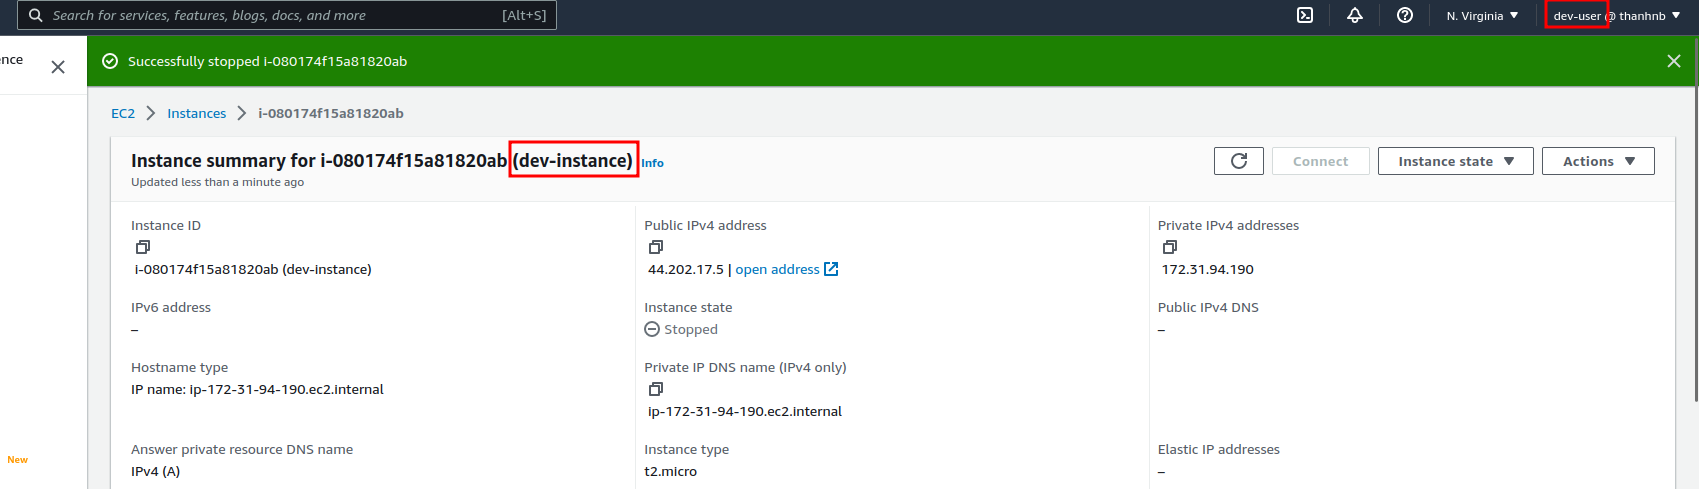 Search for services, features, blogs, docs, and more [Alt+S] N. Virginia dev-user @ thanhnb
nce
Successfully stopped i-080174f15a81820ab
EC2 Instances i-080174f15a81820ab
Instance summary for i-080174f15a81820ab (dev-instance) Info
Connect Instance state Actions
Updated less than a minute ago
Instance ID Public IPv4 address Private IPv4 addresses
i-080174f15a81820ab (dev-instance) 44.202.17.5 | open address 172.31.94.190
IPv6 address Instance state Public IPv4 DNS
– Stopped –
Hostname type Private IP DNS name (IPv4 only)
IP name: ip-172-31-94-190.ec2.internal
ip-172-31-94-190.ec2.internal
Answer private resource DNS name Instance type Elastic IP addresses
New
IPv4 (A) t2.micro –